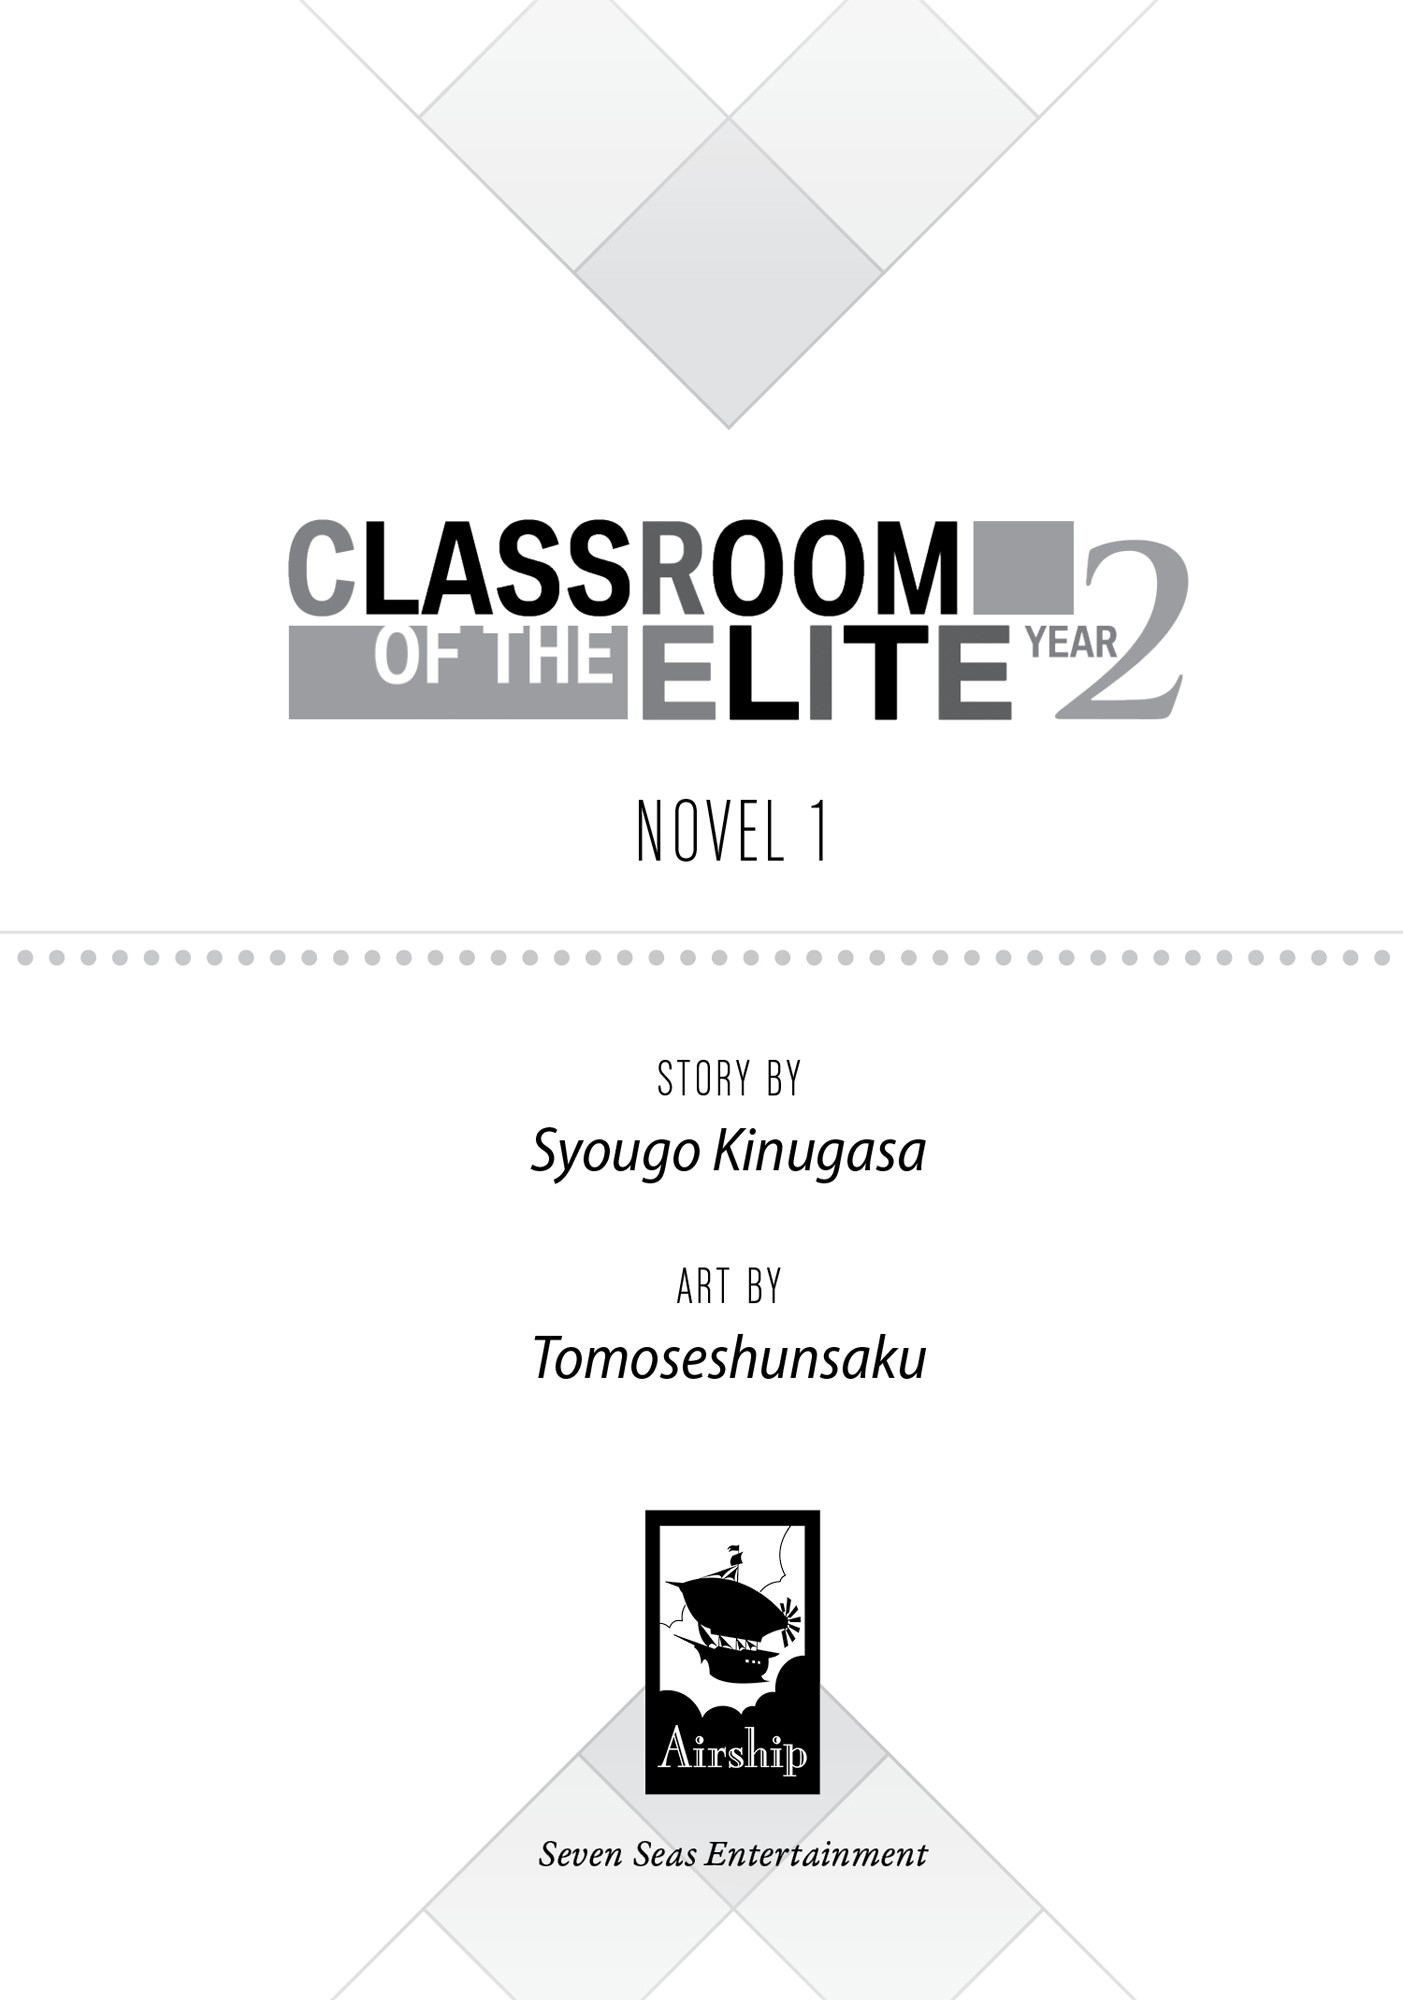 CLASSROOM
OF THE ELITE YEAR 2
NOVEL 1
STORY BY
Syougo Kinugasa
ART BY
Tomoseshunsaku
Airship
Seven Seas Entertainment